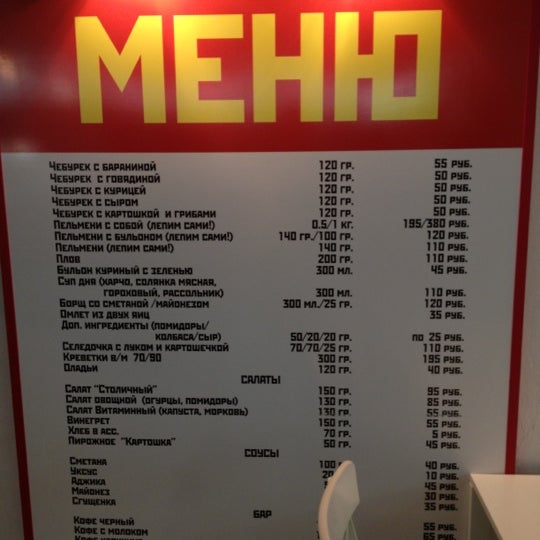 МЕНЮ
Чебурек с бараниной 120 гр. 55 руб.
Чебурек с говядиной 120 гр. 50 руб.
Чебурек с курицей 120 гр. 50 руб.
Чебурек с сыром 120 гр. 50 руб.
Чебурек с картошкой и грибами 120 гр. 50 руб.
Пельмени с собой (лепим сами!) 0.5/1 кг. 195/380 руб.
Пельмени с бульоном (лепим сами!) 140 гр./100 гр. 120 руб.
Пельмени (лепим сами!) 140 гр. 110 руб.
Плов 200 гр. 110 руб.
Бульон куриный с зеленью 300 мл. 45 руб.
Суп дня (харчо, солянка мясная,
гороховый, рассольник) 300 мл. 110 руб.
Борщ со сметаной /майонезом 300 мл./25 гр. 120 руб.
Омлет из двух яиц 35 руб.
Доп. ингредиенты (помидоры/
колбаса/сыр) 50/20/20 гр. по 25 руб.
Селедочка с луком и картошечкой 70/70/25 гр. 110 руб.
Креветки в/м 70/90 300 гр. 195 руб.
Оладьи 120 гр. 40 руб.
Салаты
Салат "Столичный" 150 гр. 95 руб.
Салат овощной (огурцы, помидоры) 130 гр. 85 руб.
Салат Витаминный (капуста, морковь) 130 гр. 55 руб.
Винегрет 150 гр. 55 руб.
Хлеб в асс. 70 гр. 5 руб.
Пирожное "Картошка" 50 гр. 45 руб.
Соусы
Сметана 100 40 руб.
Уксус 10 руб.
Аджика 45 руб.
Майонез 30 руб.
Сгущенка 35 руб.
Бар
Кофе черный 55 руб.
Кофе с молоком 65 руб.